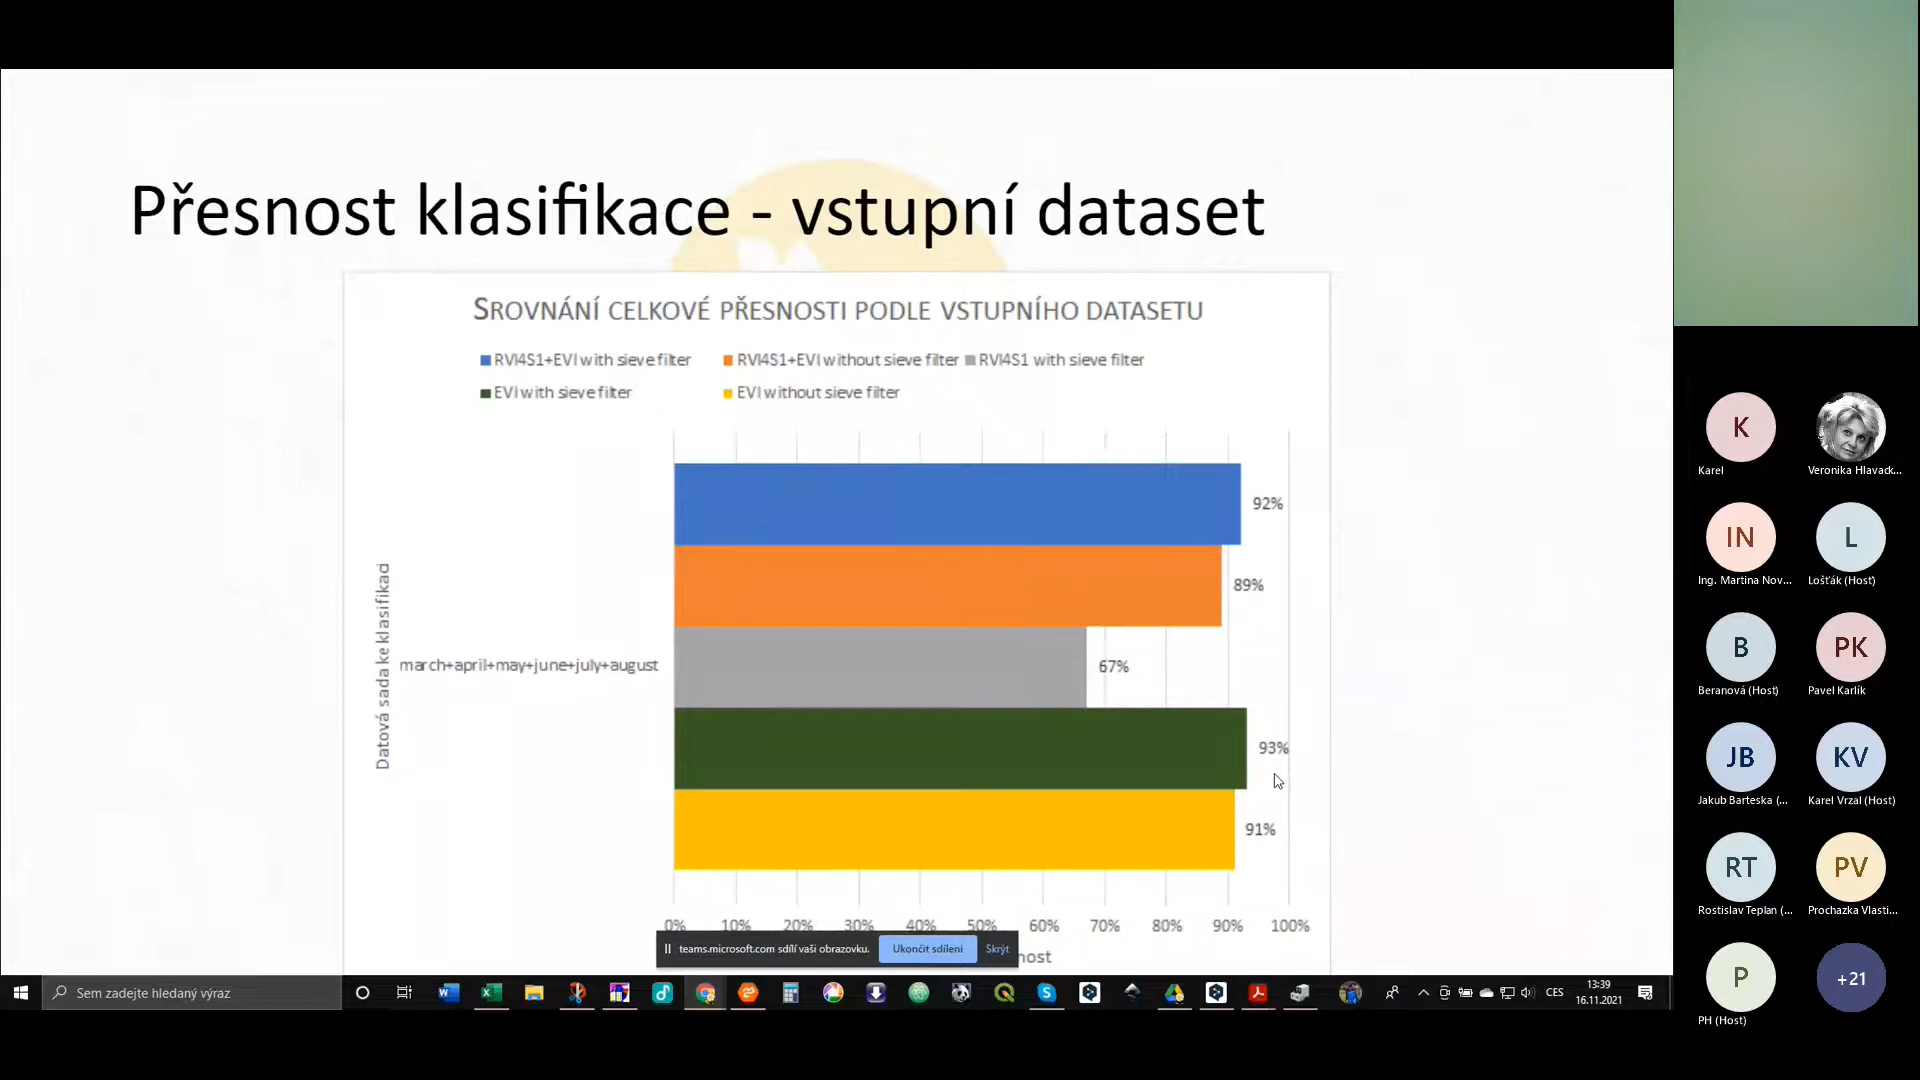 Přesnost klasifikace - vstupní dataset
SROVNÁNÍ CELKOVÉ PŘESNOSTI PODLE VSTUPNÍHO DATASETU
RVI4S1+EVI with sieve filter RVI4S1+EVI without sieve filter RVI4S1 with sieve filter
EVI with sieve filter EVI without sieve filter
Datová sada ke klasifikaci
march+april+may+june+july+august
92%
89%
67%
93%
91%
0% 10% 20% 30% 40% 50% 60% 70% 80% 90% 100%
nost
teams.microsoft.com sdílí vaši obrazovku. Ukončit sdílení Skrýt
Sem zadejte hledaný výraz
CES
13:39
16.11.2021
K
Karel
Veronika Hlavack...
IN
Ing. Martina Nov...
L
Lošťák (Host)
B
Beranová (Host)
PK
Pavel Karlík
JB
Jakub Barteska (...
KV
Karel Vrzal (Host)
RT
Rostislav Teplan (...
PV
Prochazka Vlasti...
P
PH (Host)
+21